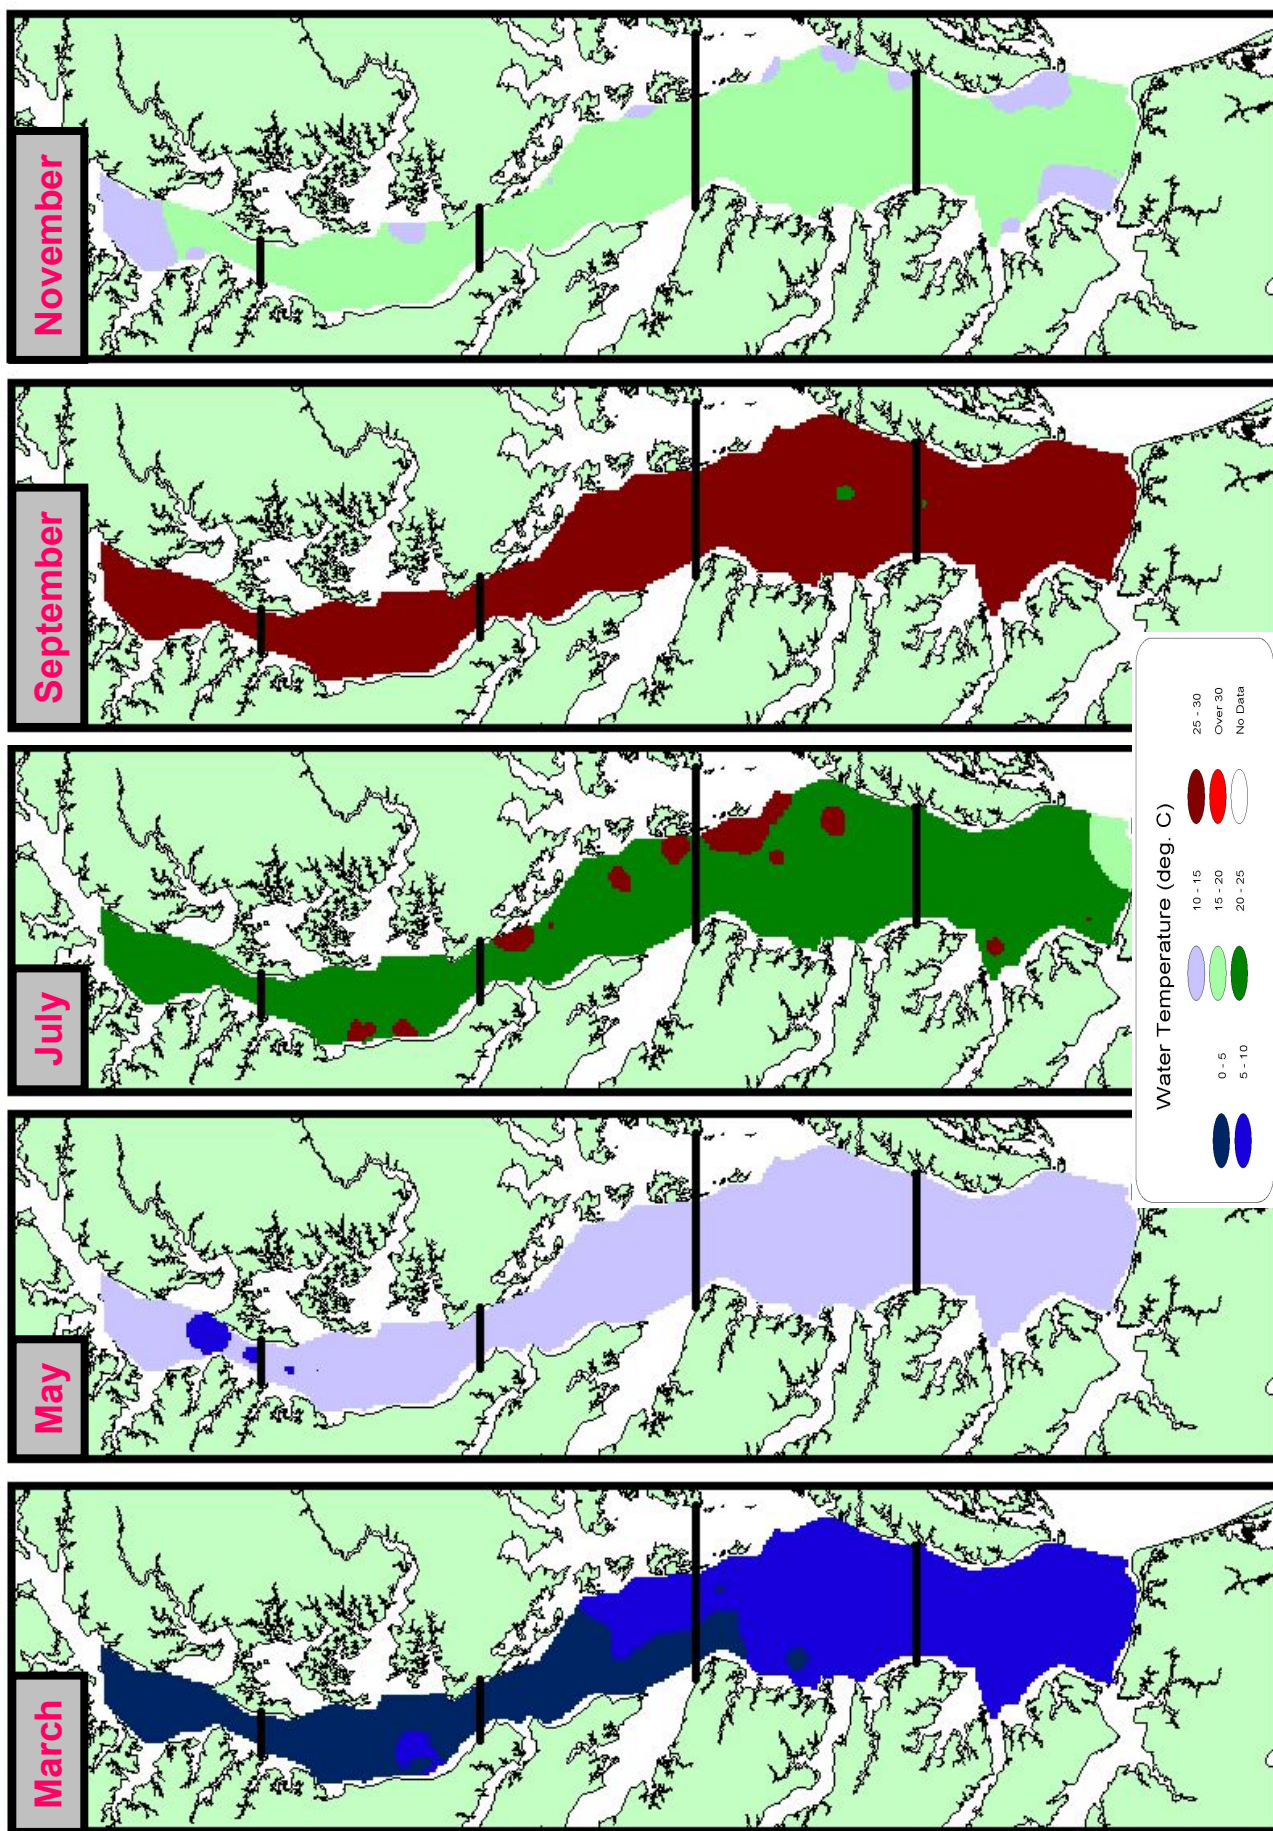 March
May
July
September
November
Water Temperature (deg. C)
0 - 5
5 - 10
10 - 15
15 - 20
20 - 25
25 - 30
Over 30
No Data